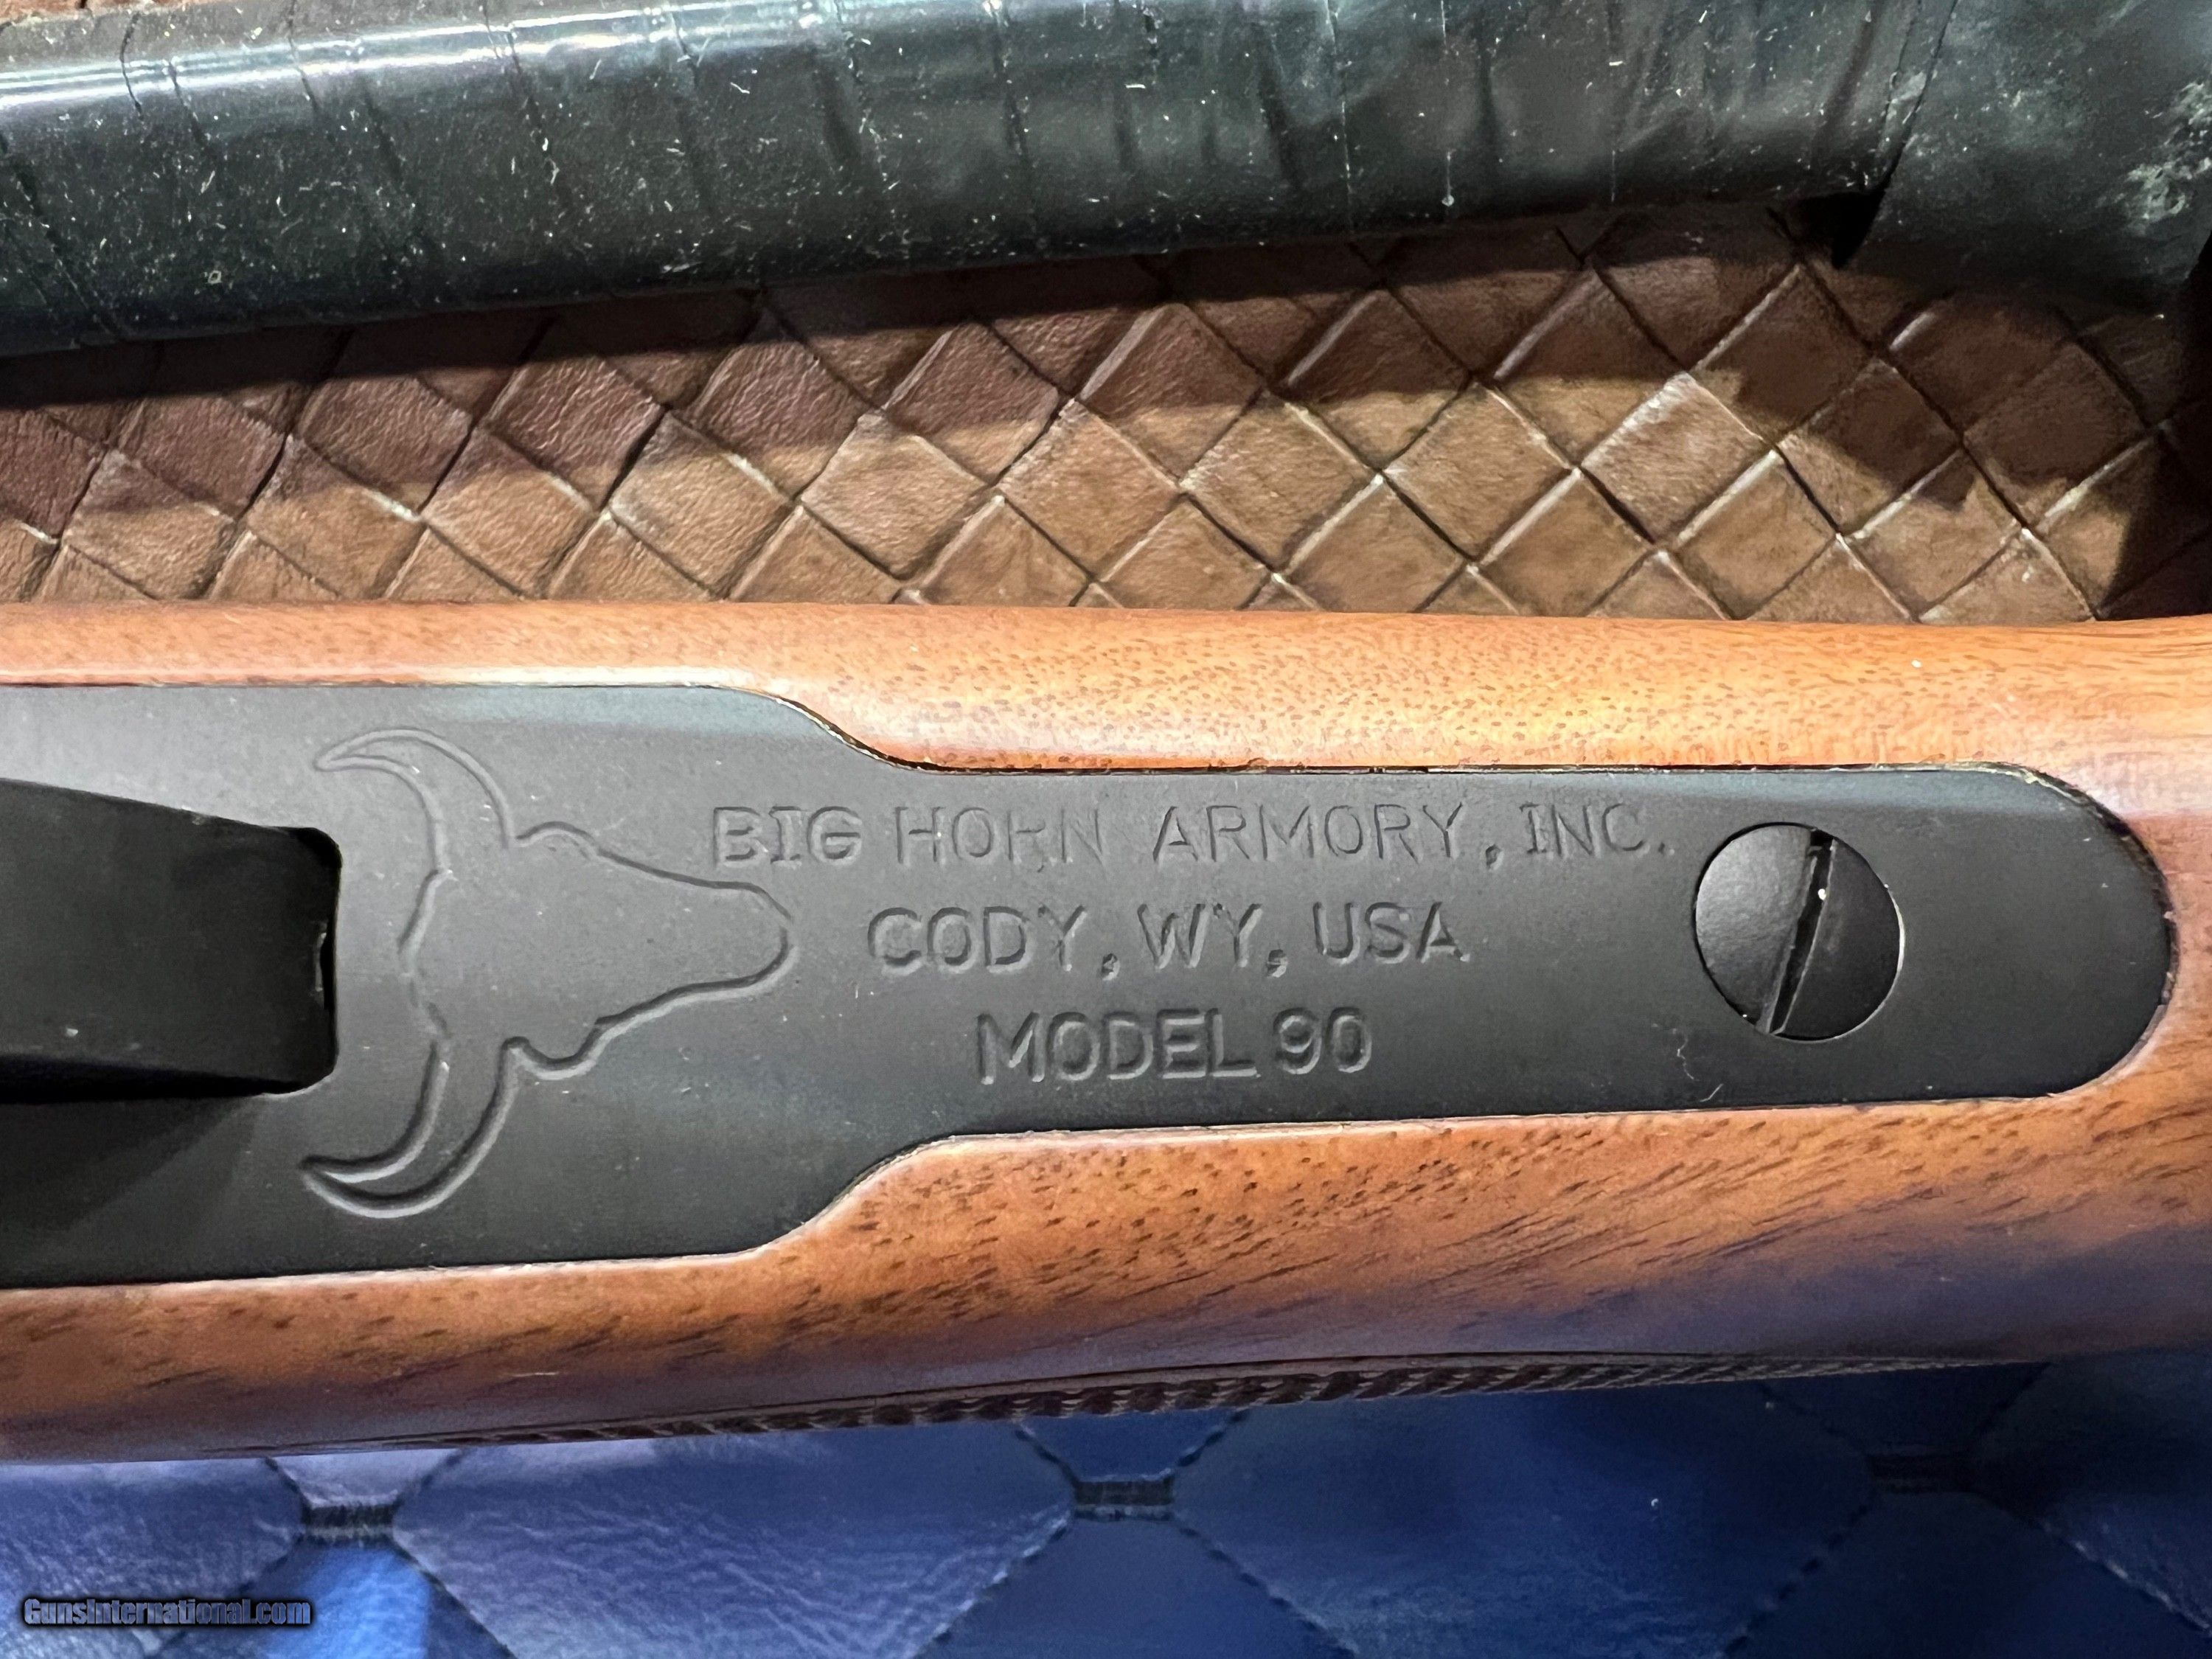 BIG HORN ARMORY, INC.
CODY, WY, USA
MODEL 90
GunsInternational.com